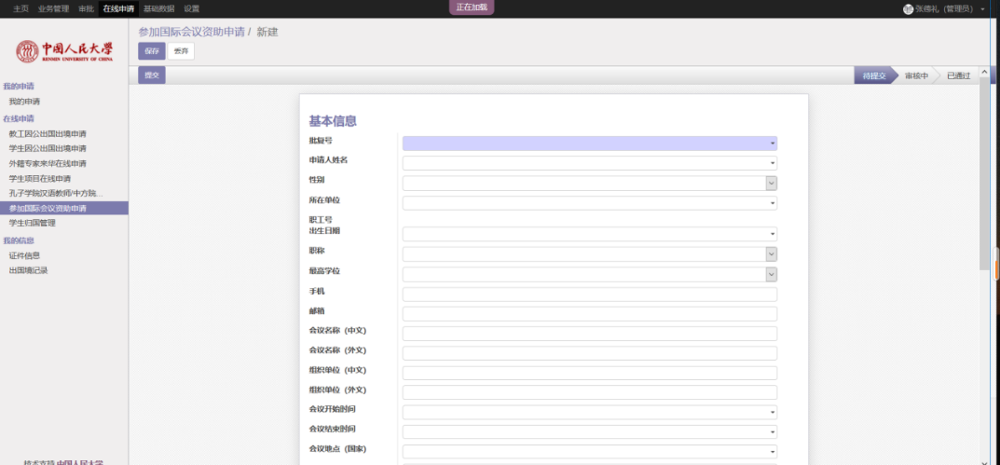 主页 业务管理 审批 在线申请 基础数据 设置
正在加载
张德礼 (管理员)
中国人民大学
RENMIN UNIVERSITY OF CHINA
参加国际会议资助申请 / 新建
保存 丢弃
提交
待提交 审核中 已通过
我的申请
我的申请
在线申请
教工因公出国出境申请
学生因公出国出境申请
外籍专家来华在线申请
学生项目在线申请
孔子学院汉语教师/中方院...
参加国际会议资助申请
学生归国管理
我的信息
证件信息
出国境记录
技术支持 中国人民大学
基本信息
批复号
申请人姓名
性别
所在单位
职工号
出生日期
职称
最高学位
手机
邮箱
会议名称 (中文)
会议名称 (外文)
组织单位 (中文)
组织单位 (外文)
会议开始时间
会议结束时间
会议地点 (国家)